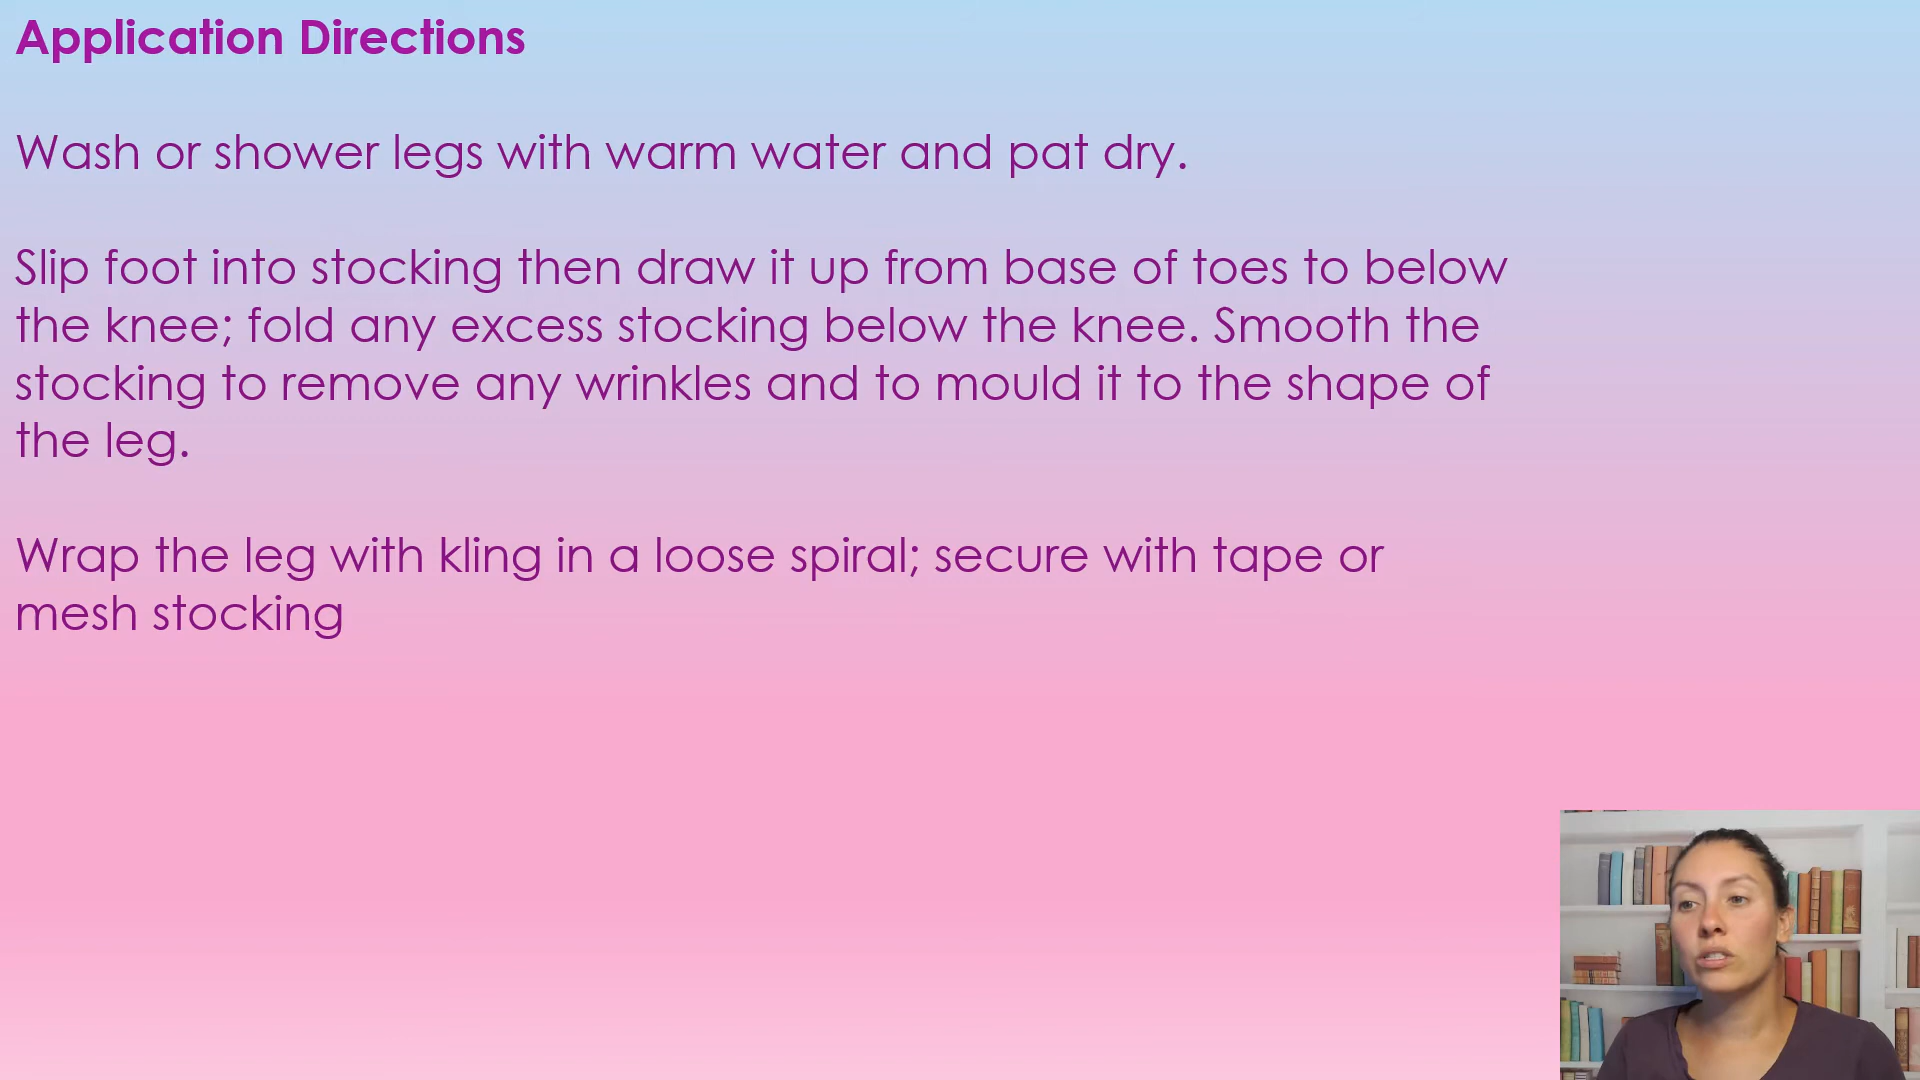 Application Directions
Wash or shower legs with warm water and pat dry.
Slip foot into stocking then draw it up from base of toes to below
the knee; fold any excess stocking below the knee. Smooth the
stocking to remove any wrinkles and to mould it to the shape of
the leg.
Wrap the leg with kling in a loose spiral; secure with tape or
mesh stocking